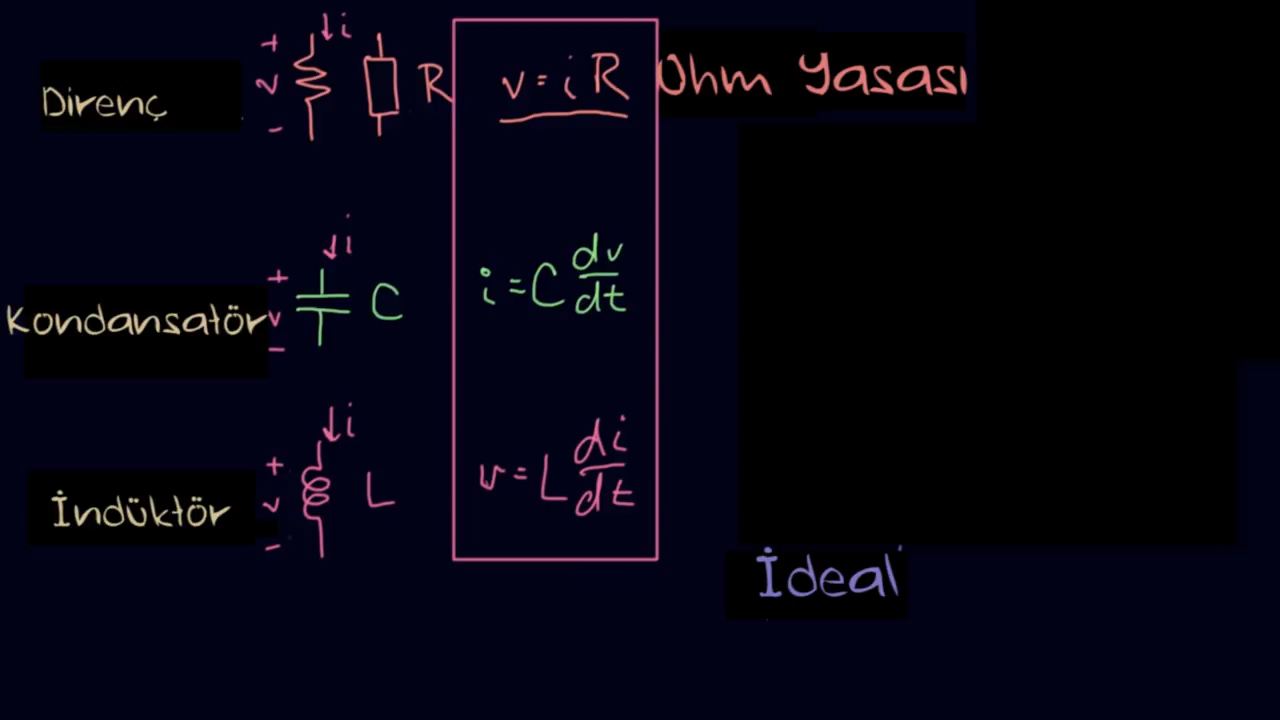 ↓i
+
v
-
Direnç
R
v = i R
Ohm Yasası
↓i
+
v
-
Kondansatör
C
i = C dv/dt
↓i
+
v
-
İndüktör
L
v = L di/dt
İdeal